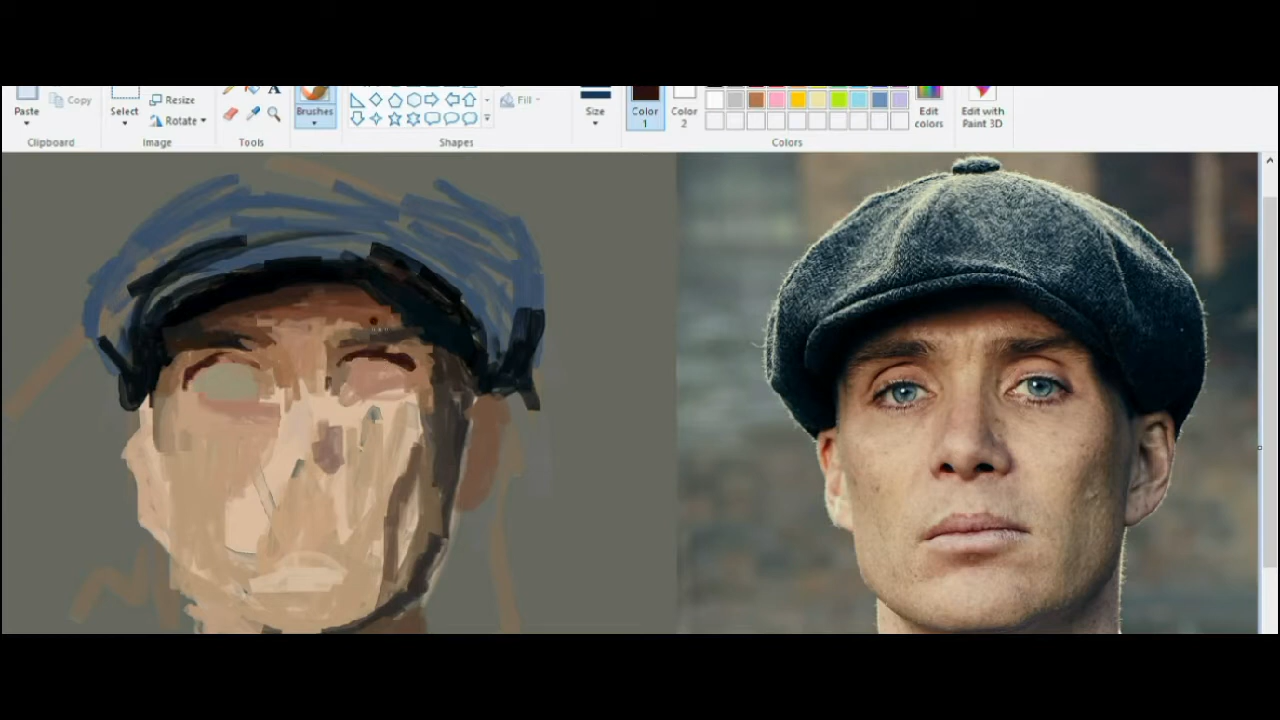 Paste
Copy
Select
Resize
Rotate
A
Brushes
Fill
Size
Color 1
Color 2
Edit colors
Edit with Paint 3D
Clipboard
Image
Tools
Shapes
Colors